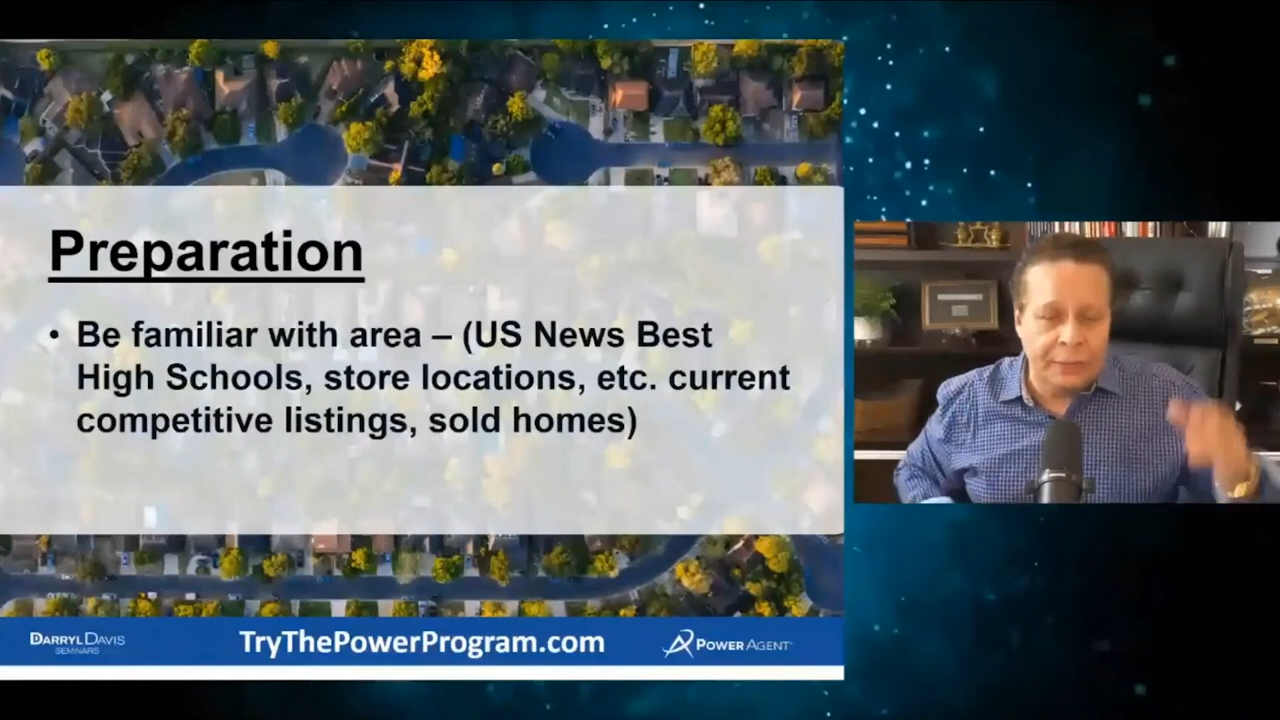 Preparation
• Be familiar with area – (US News Best
High Schools, store locations, etc. current
competitive listings, sold homes)
DARRYL DAVIS
SEMINARS
TryThePowerProgram.com
POWER AGENT